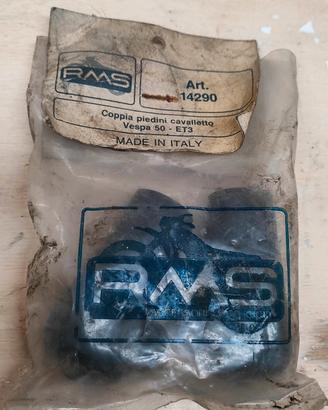 RMS
Art.
14290
Coppia piedini cavalletto
Vespa 50 - ET3
MADE IN ITALY
RMS